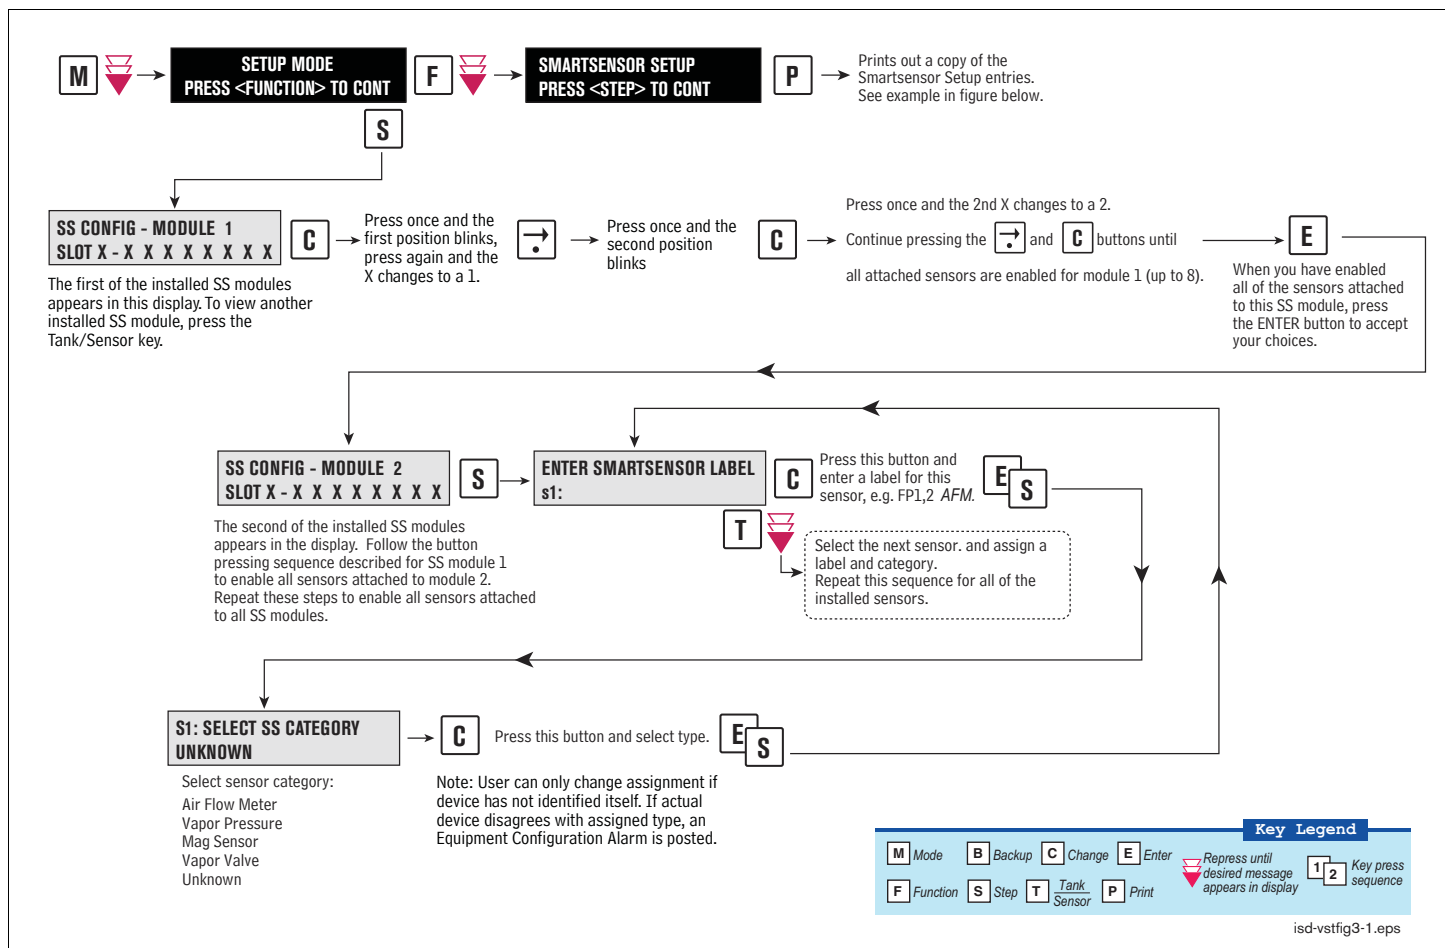 M
SETUP MODE
PRESS <FUNCTION> TO CONT
F
SMARTSENSOR SETUP
PRESS <STEP> TO CONT
P
Prints out a copy of the
Smartsensor Setup entries.
See example in figure below.
S
SS CONFIG - MODULE 1
SLOT X - X X X X X X X X
C
Press once and the
first position blinks,
press again and the
X changes to a 1.
Press once and the
second position
blinks
C
Press once and the 2nd X changes to a 2.
Continue pressing the and C buttons until
all attached sensors are enabled for module 1 (up to 8).
E
When you have enabled
all of the sensors attached
to this SS module, press
the ENTER button to accept
your choices.
The first of the installed SS modules
appears in this display. To view another
installed SS module, press the
Tank/Sensor key.
SS CONFIG - MODULE 2
SLOT X - X X X X X X X X
S
ENTER SMARTSENSOR LABEL
s1:
C
Press this button and
enter a label for this
sensor, e.g. FP1,2 AFM.
E
S
The second of the installed SS modules
appears in the display. Follow the button
pressing sequence described for SS module 1
to enable all sensors attached to module 2.
Repeat these steps to enable all sensors attached
to all SS modules.
T
Select the next sensor. and assign a
label and category.
Repeat this sequence for all of the
installed sensors.
S1: SELECT SS CATEGORY
UNKNOWN
C
Press this button and select type.
E
S
Select sensor category:
Air Flow Meter
Vapor Pressure
Mag Sensor
Vapor Valve
Unknown
Note: User can only change assignment if
device has not identified itself. If actual
device disagrees with assigned type, an
Equipment Configuration Alarm is posted.
Key Legend
M Mode B Backup C Change E Enter
F Function S Step T Tank Sensor P Print
Repress until
desired message
appears in display
1 2 Key press
sequence
isd-vstfig3-1.eps